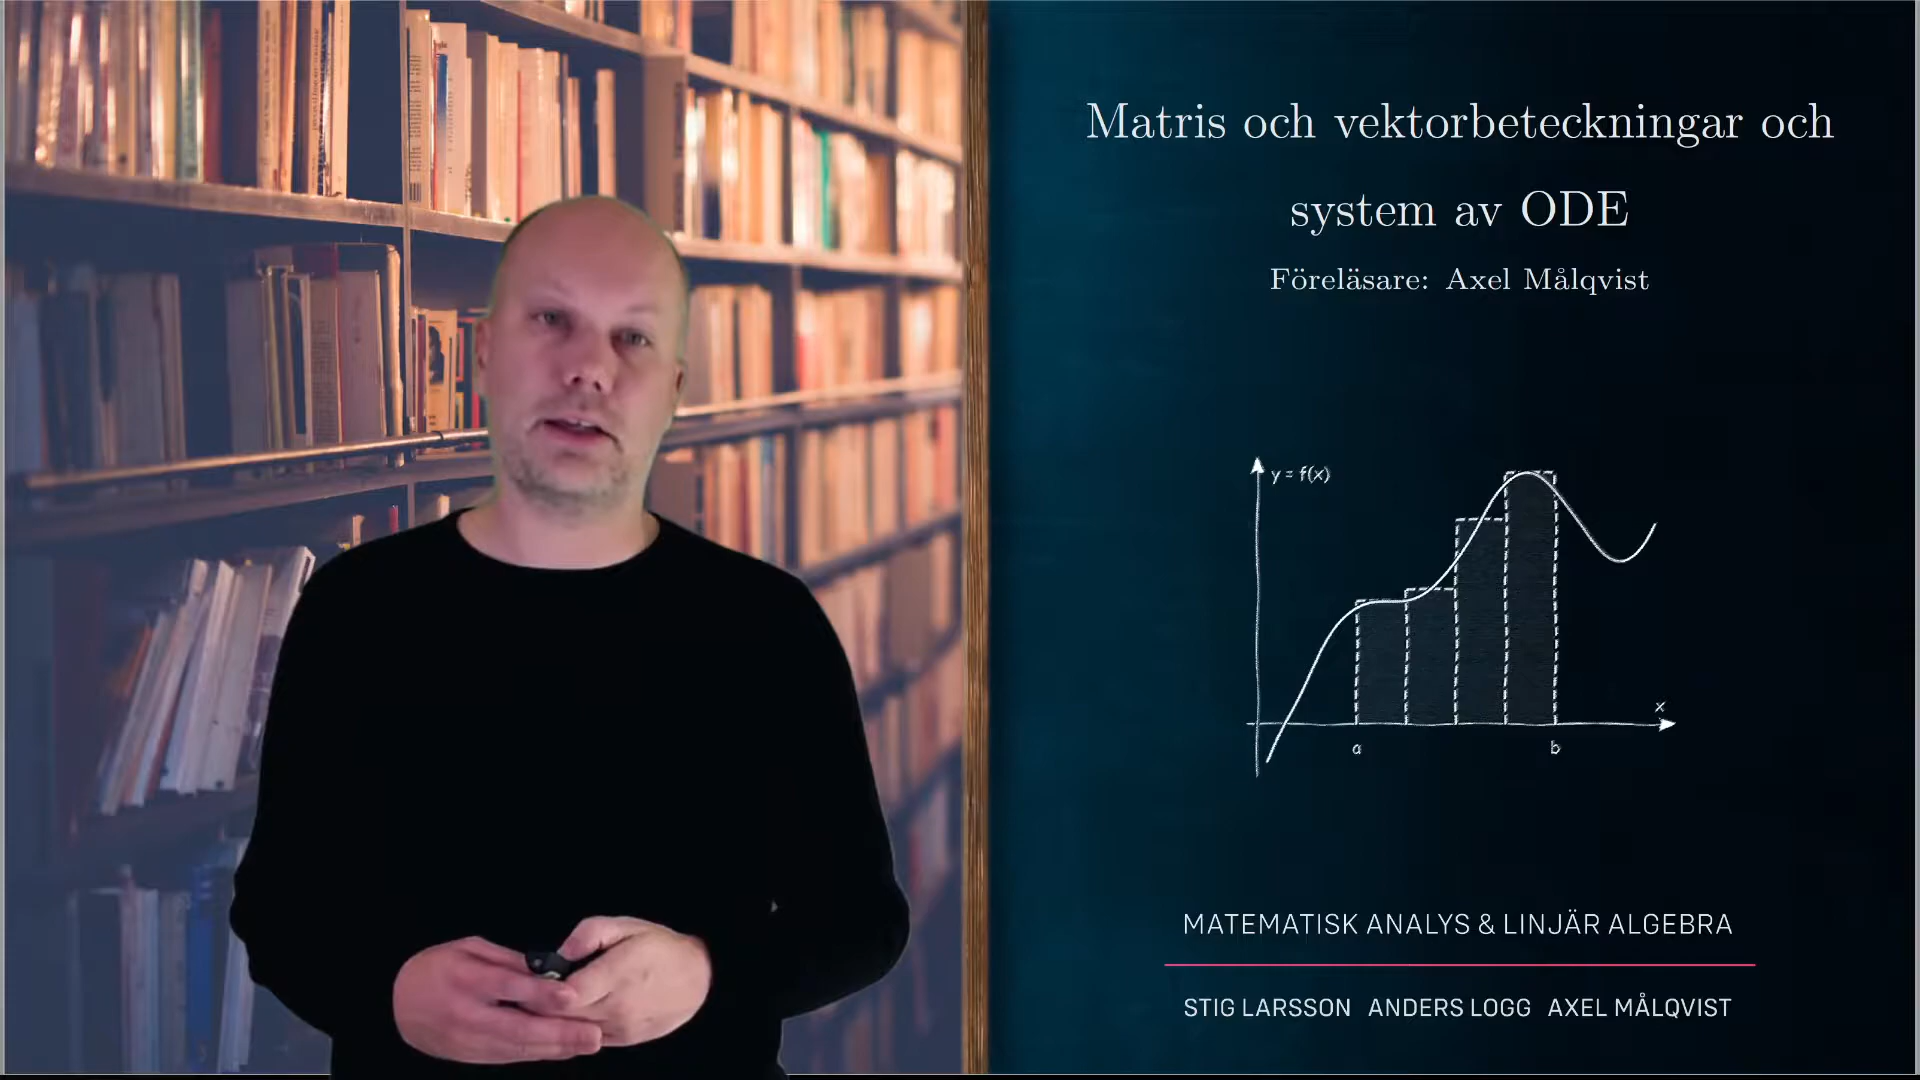 Matris och vektorbeteckningar och
system av ODE
Föreläsare: Axel Målqvist
y = f(x)
x
a
b
MATEMATISK ANALYS & LINJÄR ALGEBRA
STIG LARSSON ANDERS LOGG AXEL MÅLQVIST